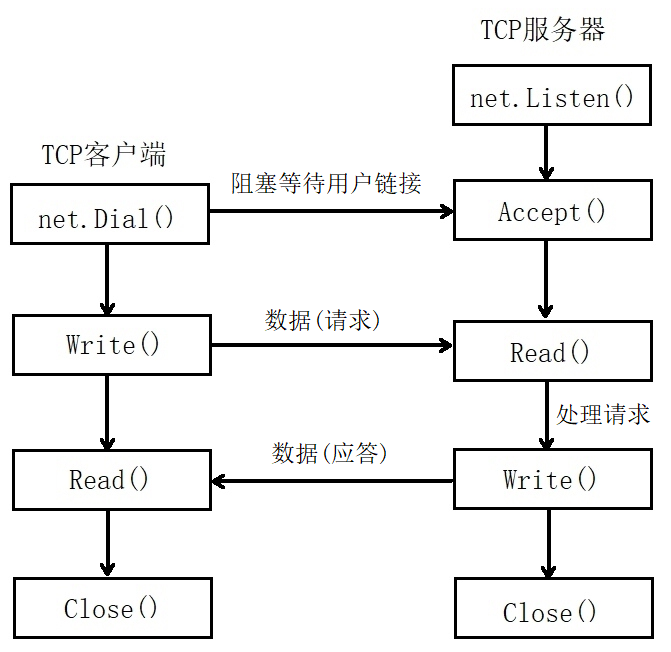 TCP服务器
net.Listen()
TCP客户端
阻塞等待用户链接
net.Dial()
Accept()
数据(请求)
Write()
Read()
处理请求
数据(应答)
Read()
Write()
Close()
Close()